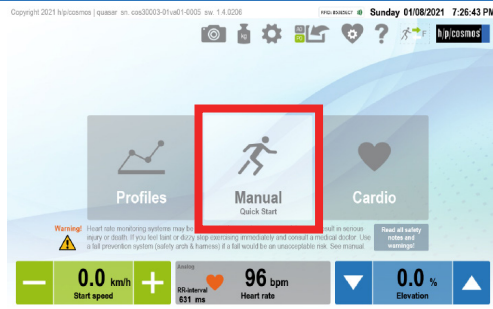 Copyright 2021 h/p/cosmos | quasar sn. cos30003-01va01-0005 sw. 1.4.0206
Sunday 01/08/2021 7:26:43 PM
kg
F
h/p/cosmos
?
Profiles
Manual
Quick Start
Cardio
Warning! Heart rate monitoring systems may be sult in serious
injury or death. If you feel faint or dizzy stop exercising immediately and consult a medical doctor. Use
a fall prevention system (safety arch & harness) if a fall would be an unacceptable risk. See manual.
Read all safety
notes and
warnings!
0.0 km/h
Start speed
Analog
RR-interval
631 ms
96 bpm
Heart rate
0.0 %
Elevation